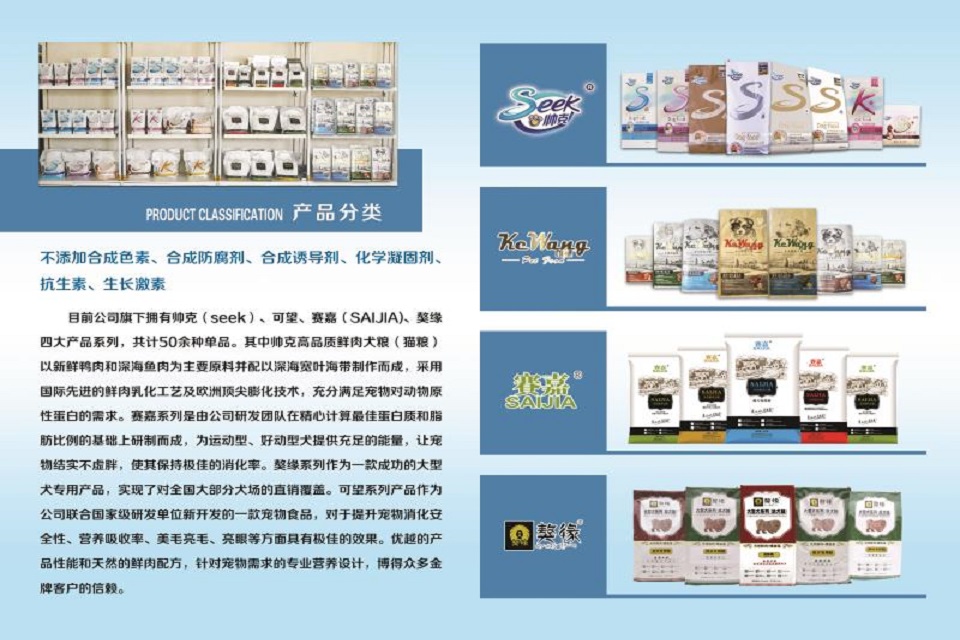 PRODUCT CLASSIFICATION 产品分类
不添加合成色素、合成防腐剂、合成诱导剂、化学凝固剂、
抗生素、生长激素
目前公司旗下拥有帅克（seek）、可望、赛嘉（SAIJIA）、獒缘
四大产品系列，共计50余种单品。其中帅克高品质鲜肉犬粮（猫粮）
以新鲜鸭肉和深海鱼肉为主要原料并配以深海宽叶海带制作而成，采用
国际先进的鲜肉乳化工艺及欧洲顶尖膨化技术，充分满足宠物对动物原
性蛋白的需求。赛嘉系列是由公司研发团队在精心计算最佳蛋白质和脂
肪比例的基础上研制而成，为运动型、好动型犬提供充足的能量，让宠
物结实不虚胖，使其保持极佳的消化率。獒缘系列作为一款成功的大型
犬专用产品，实现了对全国大部分犬场的直销覆盖。可望系列产品作为
公司联合国家级研发单位新开发的一款宠物食品，对于提升宠物消化安
全性、营养吸收率、美毛亮毛、亮眼等方面具有极佳的效果。优越的产
品性能和天然的鲜肉配方，针对宠物需求的专业营养设计，博得众多金
牌客户的信赖。
Seek®
帅克
KeWang
Pet Food
赛嘉®
SAIJIA
獒缘